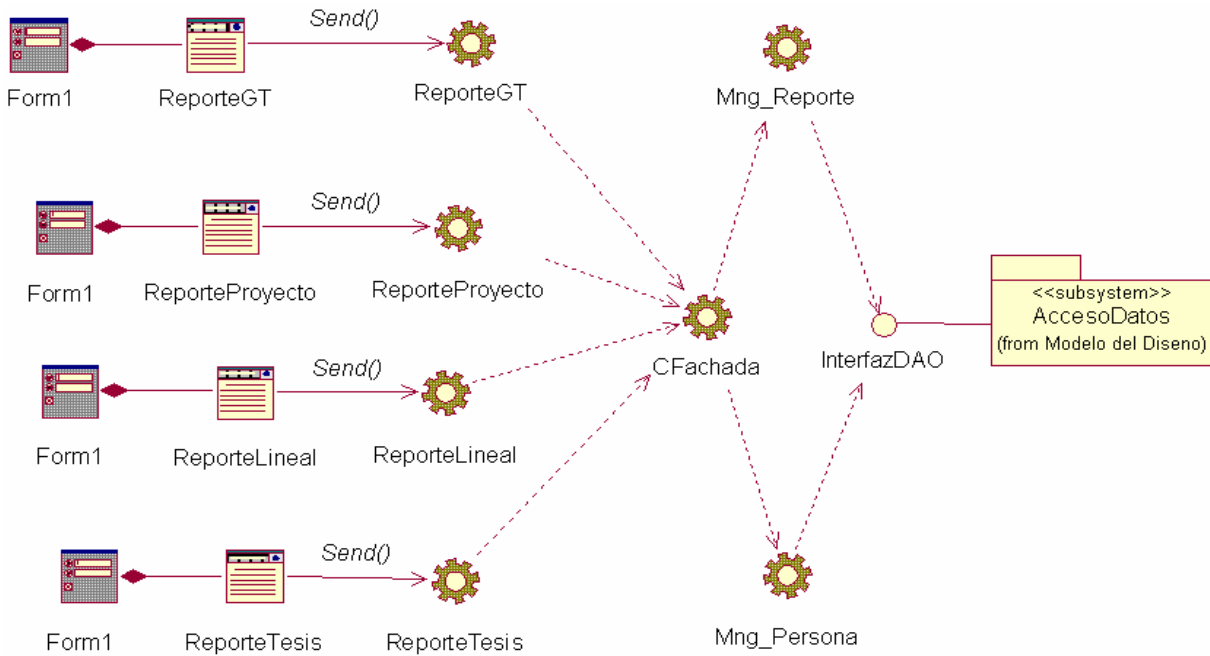 Send()
Form1
ReporteGT
ReporteGT
Mng_Reporte
Send()
Form1
ReporteProyecto
ReporteProyecto
CFachada
InterfazDAO
<<subsystem>>
AccesoDatos
(from Modelo del Diseno)
Send()
Form1
ReporteLineal
ReporteLineal
Send()
Form1
ReporteTesis
ReporteTesis
Mng_Persona